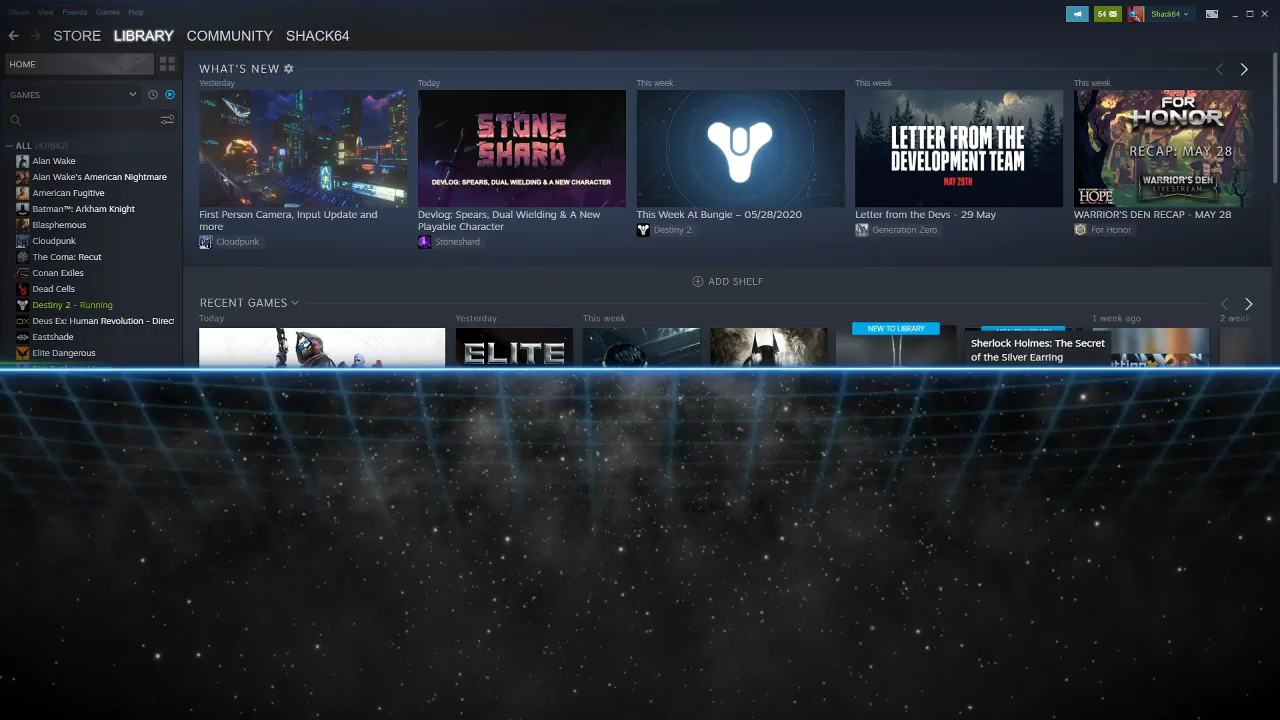 Steam View Friends Games Help
64 Shack64
STORE LIBRARY COMMUNITY SHACK64
HOME
GAMES
ALL (47/642)
Alan Wake
Alan Wake's American Nightmare
American Fugitive
Batman™: Arkham Knight
Blasphemous
Cloudpunk
The Coma: Recut
Conan Exiles
Dead Cells
Destiny 2 - Running
Deus Ex: Human Revolution - Direct
Eastshade
Elite Dangerous
WHAT'S NEW
Yesterday
CORWIN
First Person Camera, Input Update and
more
Cloudpunk
Today
STONE
SHARD
DEVLOG: SPEARS, DUAL WIELDING & A NEW CHARACTER
Devlog: Spears, Dual Wielding & A New
Playable Character
Stoneshard
This week
This Week At Bungie – 05/28/2020
Destiny 2
This week
LETTER FROM THE
DEVELOPMENT TEAM
MAY 29TH
Letter from the Devs - 29 May
Generation Zero
This week
FOR
HONOR
RECAP: MAY 28
WARRIOR'S DEN
LIVESTREAM
HOPE
WARRIOR'S DEN RECAP - MAY 28
For Honor
ADD SHELF
RECENT GAMES
Today
Yesterday
ELITE
This week
NEW TO LIBRARY
NEW TO LIBRARY
Sherlock Holmes: The Secret
of the Silver Earring
1 week ago
2 week